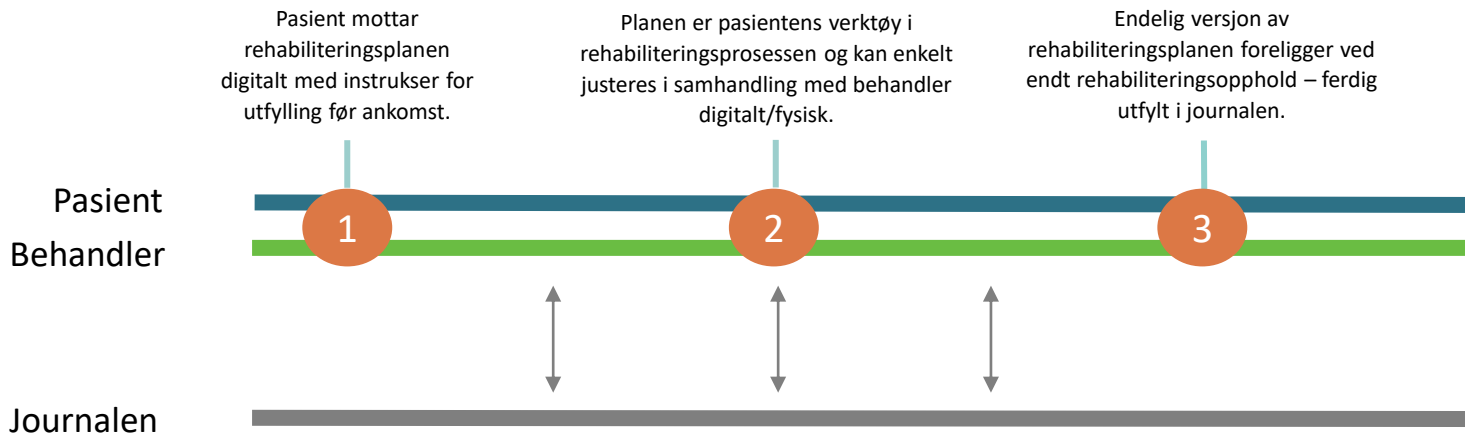 Pasient mottar
rehabiliteringsplanen
digitalt med instrukser for
utfylling før ankomst.
Planen er pasientens verktøy i
rehabiliteringsprosessen og kan enkelt
justeres i samhandling med behandler
digitalt/fysisk.
Endelig versjon av
rehabiliteringsplanen foreligger ved
endt rehabiliteringsopphold – ferdig
utfylt i journalen.
Pasient
1
2
3
Behandler
Journalen